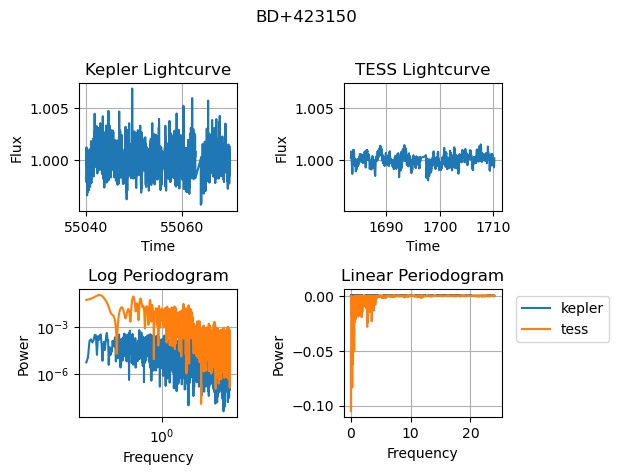 BD+423150
Kepler Lightcurve
TESS Lightcurve
Flux
1.005
1.000
55040
55060
Time
Flux
1.005
1.000
1690
1700
1710
Time
Log Periodogram
Linear Periodogram
Power
10⁻³
10⁻⁶
10⁰
Frequency
Power
0.00
−0.05
−0.10
0
10
20
Frequency
kepler
tess